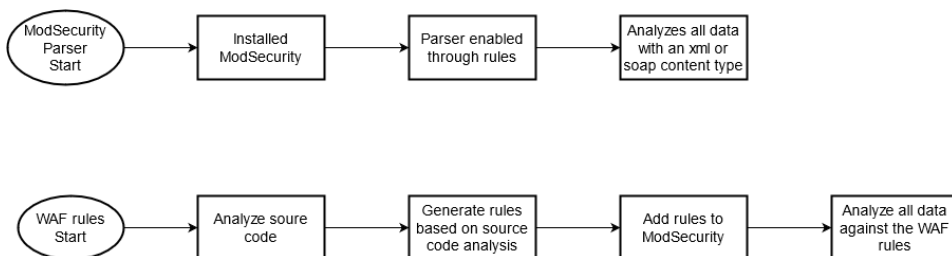 ModSecurity
Parser
Start
Installed
ModSecurity
Parser enabled
through rules
Analyzes all data
with an xml or
soap content type
WAF rules
Start
Analyze soure
code
Generate rules
based on source
code analysis
Add rules to
ModSecurity
Analyze all data
against the WAF
rules